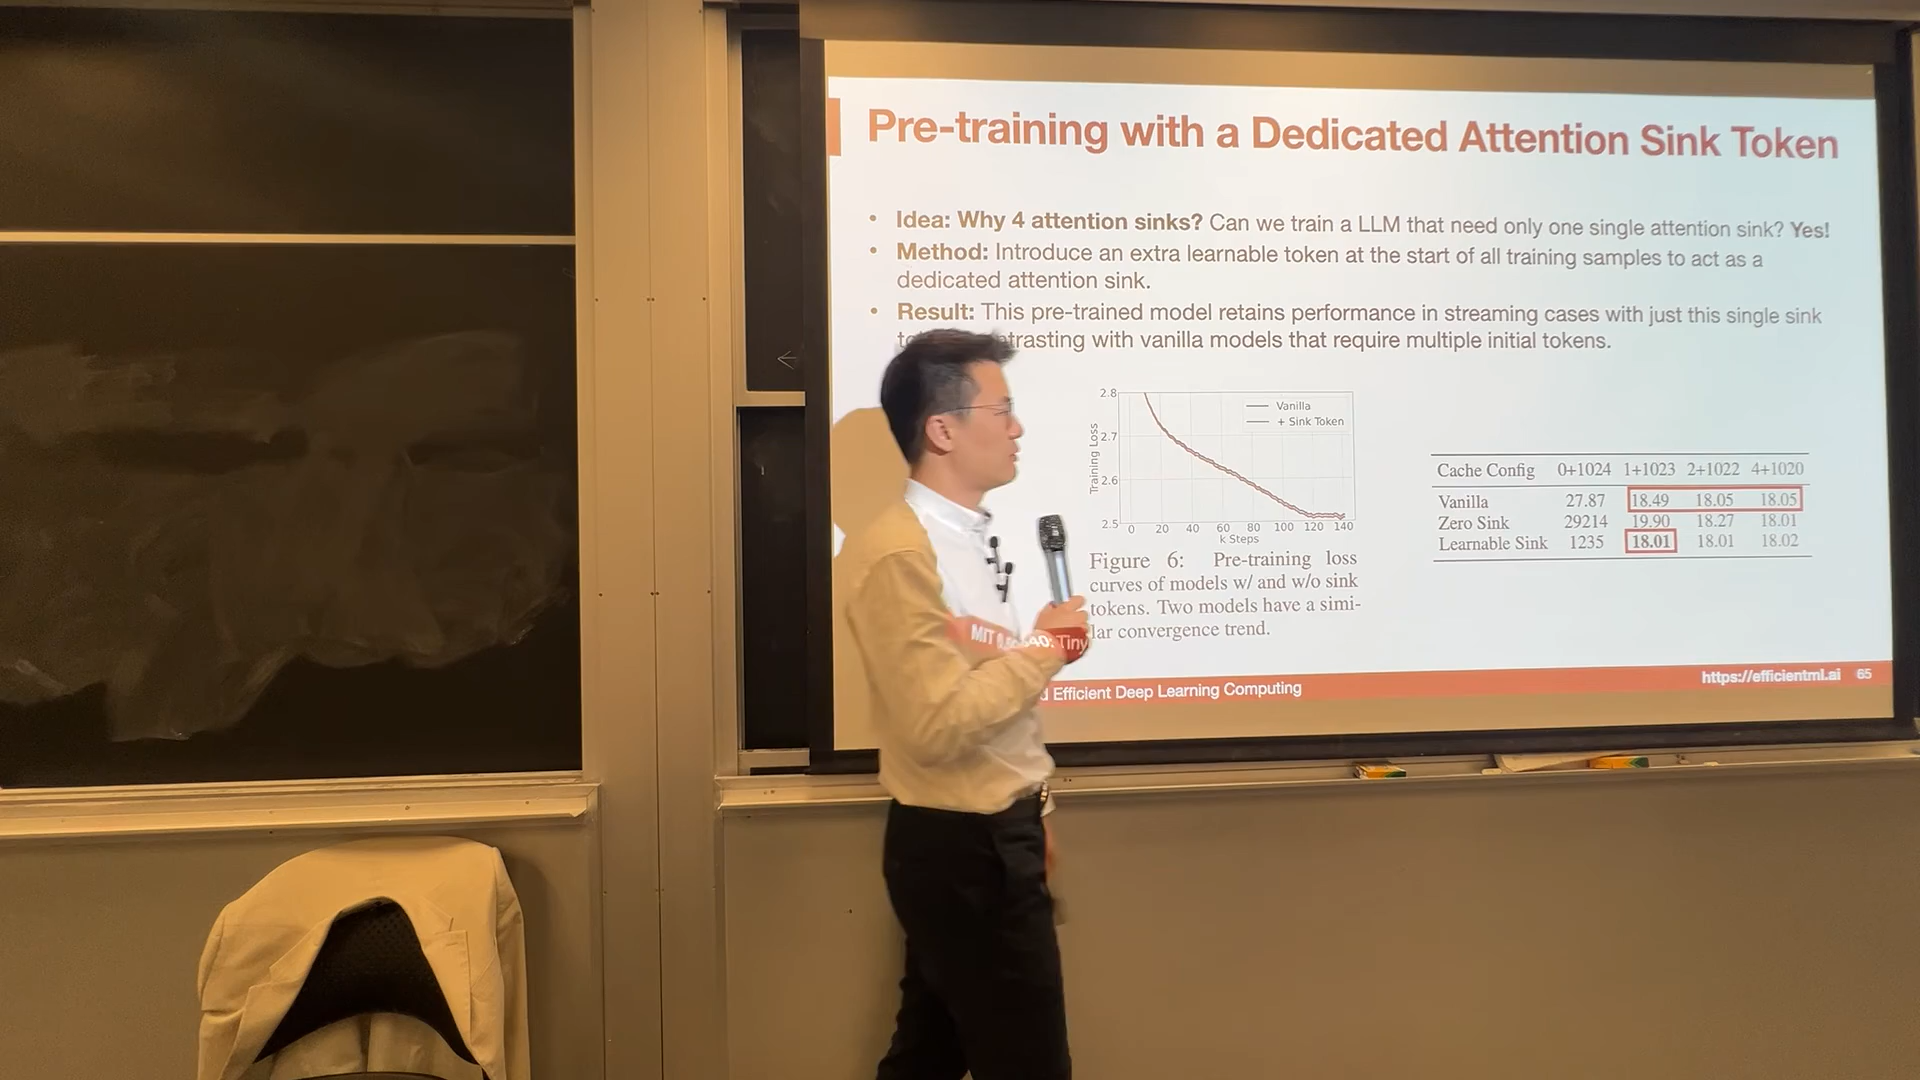 Pre-training with a Dedicated Attention Sink Token
• Idea: Why 4 attention sinks? Can we train a LLM that need only one single attention sink? Yes!
• Method: Introduce an extra learnable token at the start of all training samples to act as a
dedicated attention sink.
• Result: This pre-trained model retains performance in streaming cases with just this single sink
trasting with vanilla models that require multiple initial tokens.
2.8
2.7
2.6
2.5
Training Loss
Vanilla
+ Sink Token
0 20 40 60 80 100 120 140
k Steps
Figure 6: Pre-training loss
curves of models w/ and w/o sink
tokens. Two models have a simi-
lar convergence trend.
Cache Config 0+1024 1+1023 2+1022 4+1020
Vanilla 27.87 18.49 18.05 18.05
Zero Sink 29214 19.90 18.27 18.01
Learnable Sink 1235 18.01 18.01 18.02
MIT Tiny
Efficient Deep Learning Computing
https://efficientml.ai 65